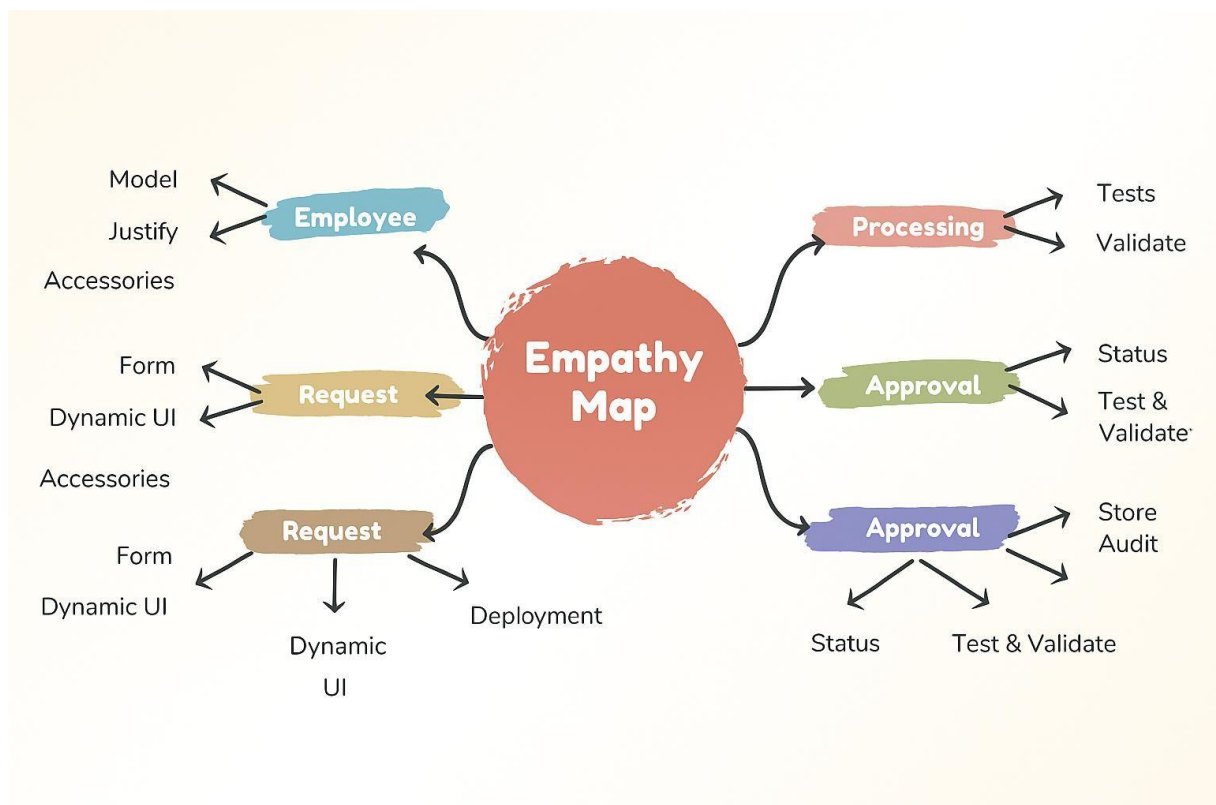 Model
Justify
Accessories
Employee
Form
Dynamic UI
Accessories
Request
Form
Dynamic UI
Request
Dynamic
UI
Deployment
Empathy
Map
Processing
Tests
Validate
Approval
Status
Test &
Validate
Approval
Store
Audit
Status
Test & Validate